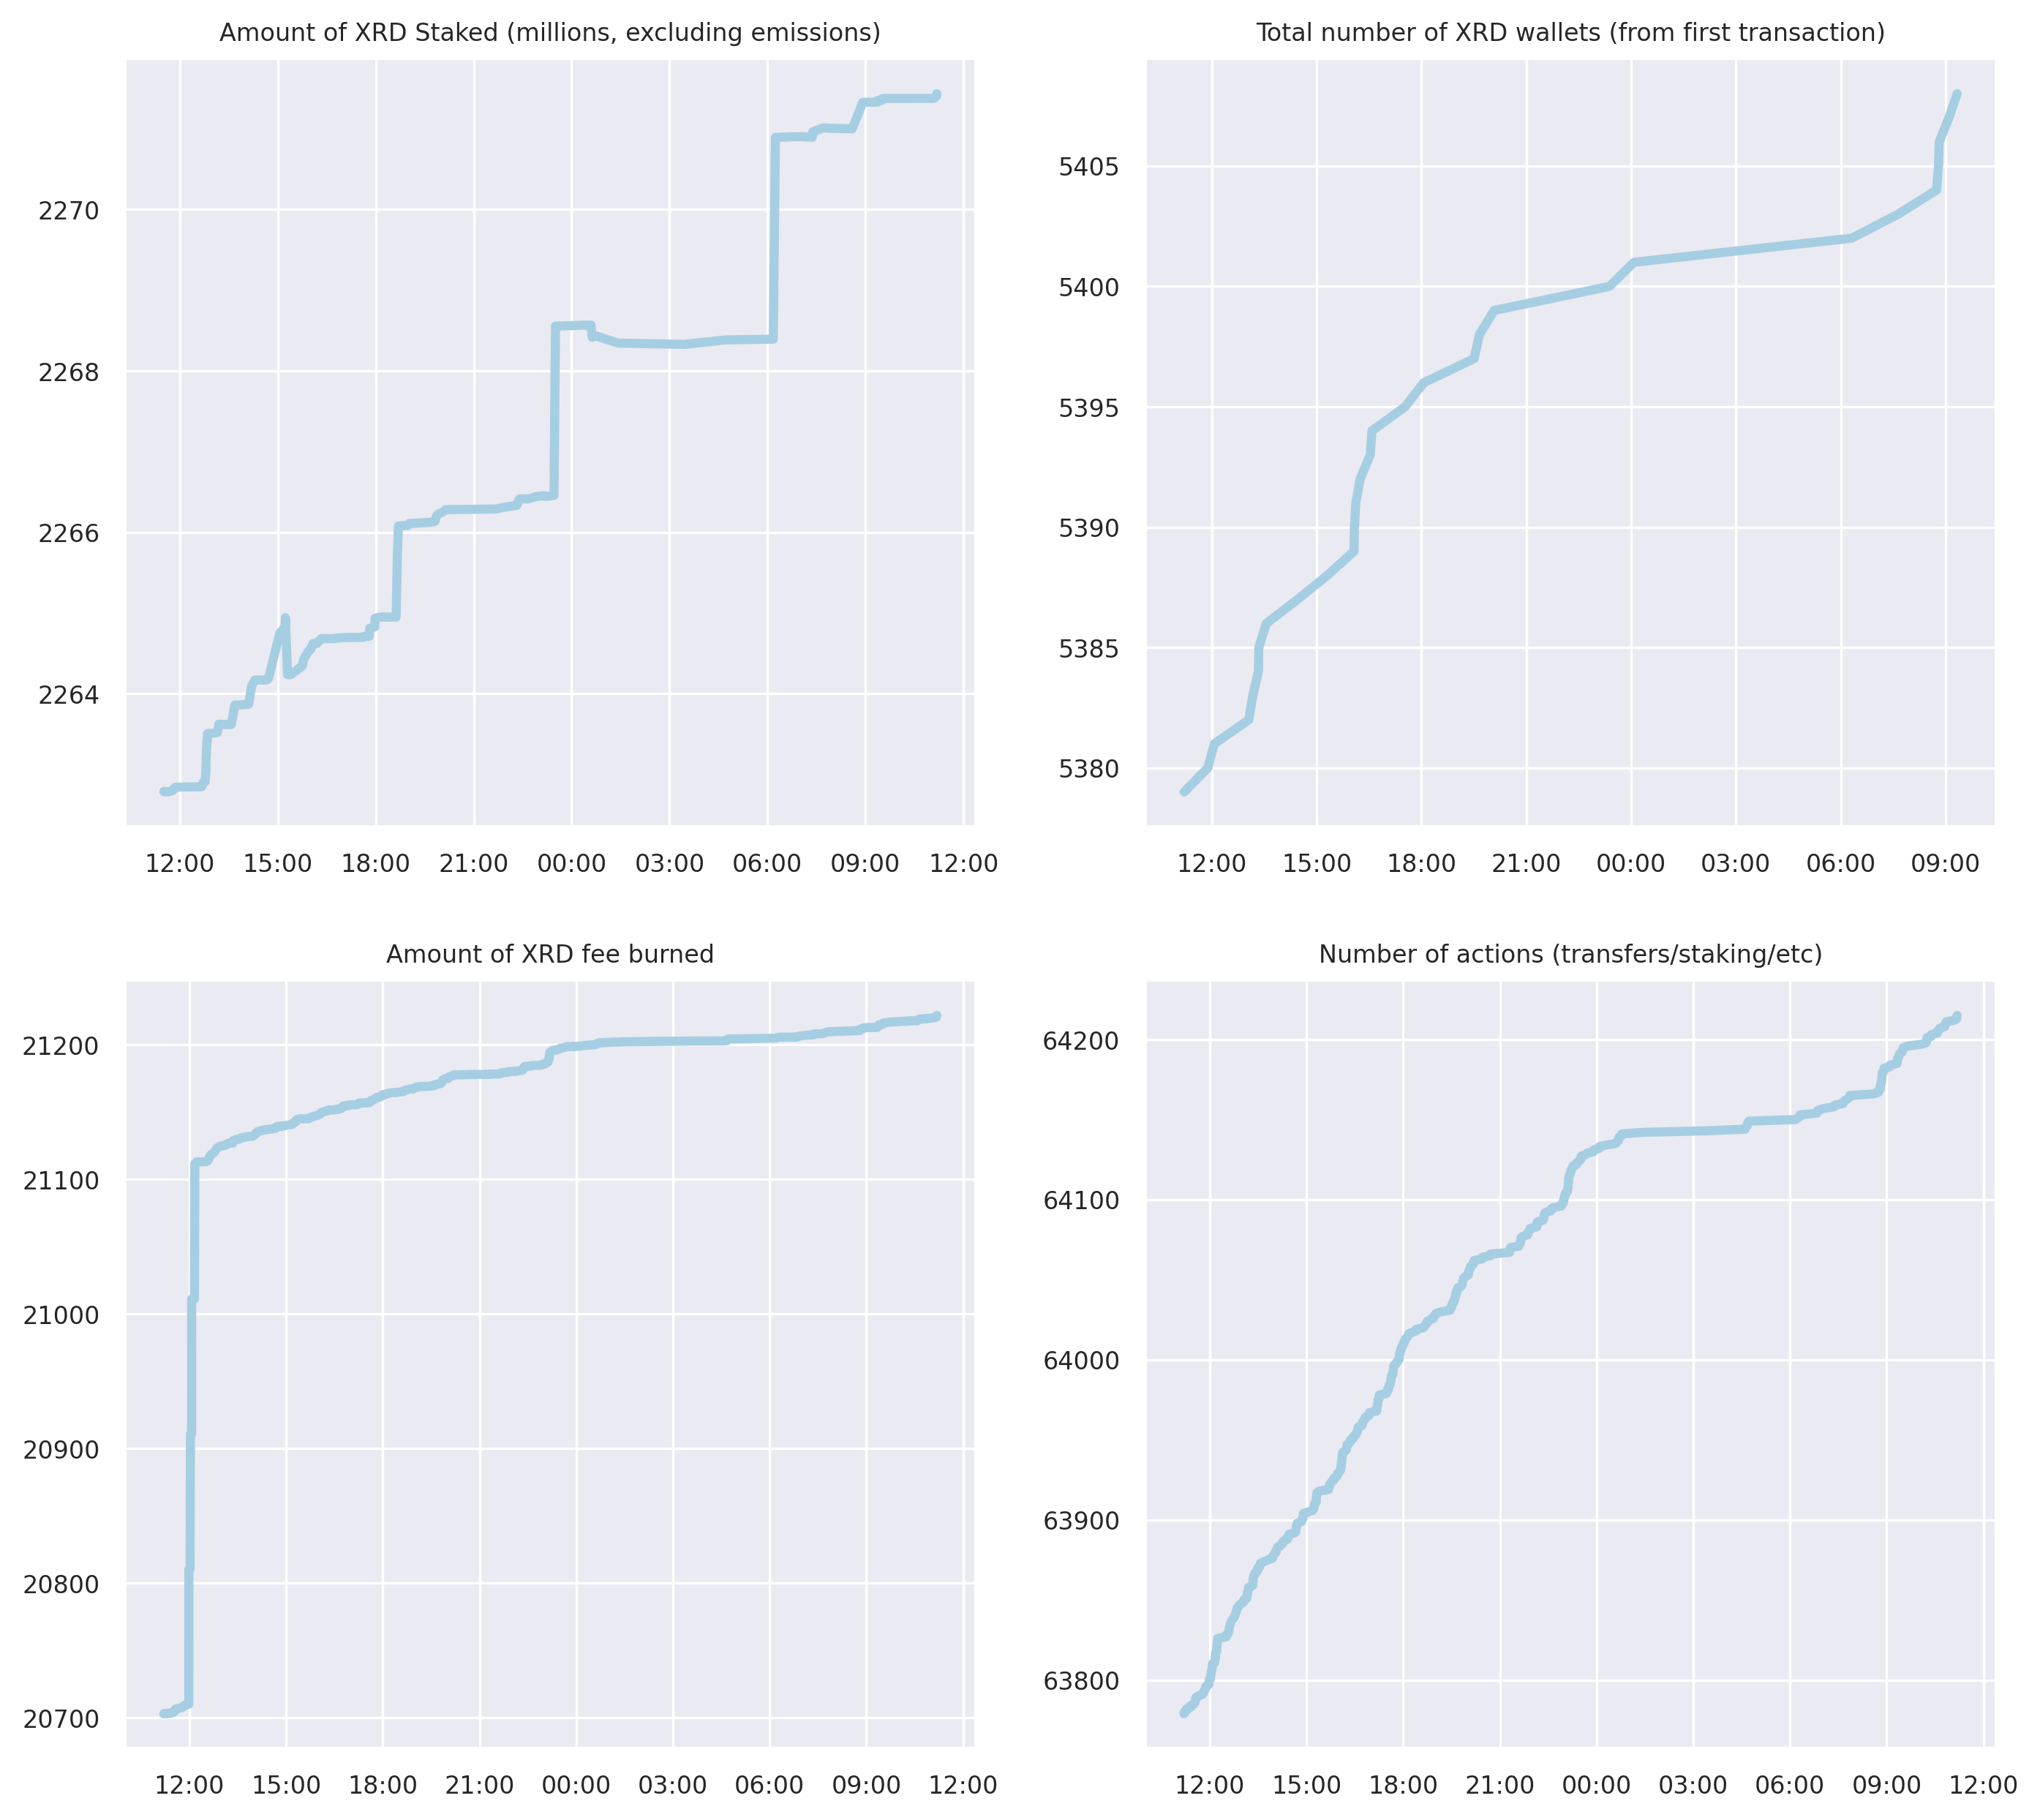 Amount of XRD Staked (millions, excluding emissions)
2270
2268
2266
2264
12:00 15:00 18:00 21:00 00:00 03:00 06:00 09:00 12:00
Total number of XRD wallets (from first transaction)
5405
5400
5395
5390
5385
5380
12:00 15:00 18:00 21:00 00:00 03:00 06:00 09:00
Amount of XRD fee burned
21200
21100
21000
20900
20800
20700
12:00 15:00 18:00 21:00 00:00 03:00 06:00 09:00 12:00
Number of actions (transfers/staking/etc)
64200
64100
64000
63900
63800
12:00 15:00 18:00 21:00 00:00 03:00 06:00 09:00 12:00